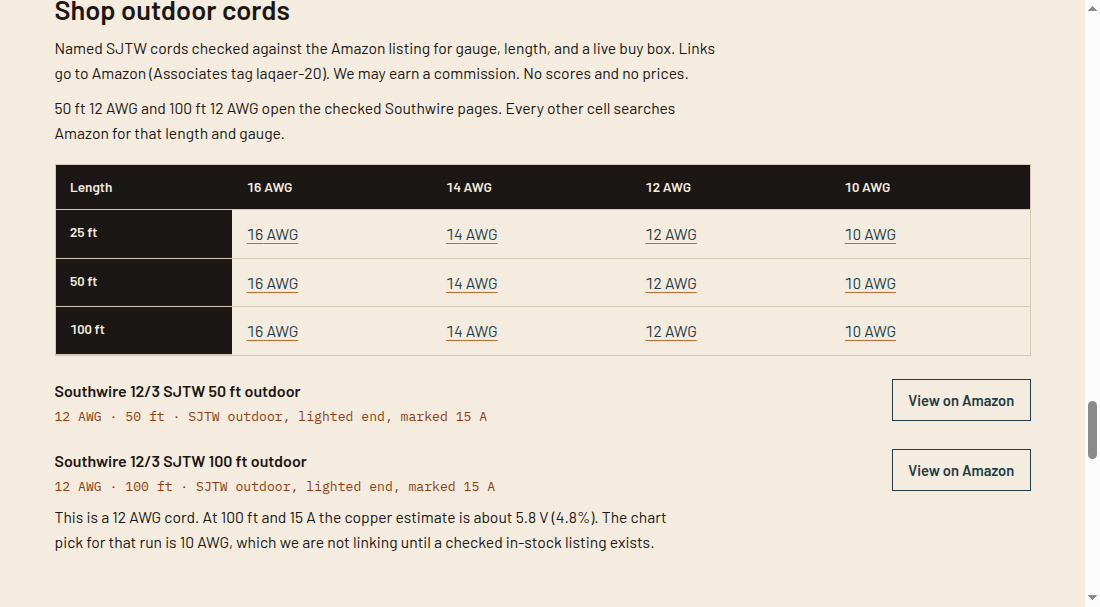 Shop outdoor cords
Named SJTW cords checked against the Amazon listing for gauge, length, and a live buy box. Links
go to Amazon (Associates tag laqaer-20). We may earn a commission. No scores and no prices.
50 ft 12 AWG and 100 ft 12 AWG open the checked Southwire pages. Every other cell searches
Amazon for that length and gauge.
Length 16 AWG 14 AWG 12 AWG 10 AWG
25 ft 16 AWG 14 AWG 12 AWG 10 AWG
50 ft 16 AWG 14 AWG 12 AWG 10 AWG
100 ft 16 AWG 14 AWG 12 AWG 10 AWG
Southwire 12/3 SJTW 50 ft outdoor
12 AWG · 50 ft · SJTW outdoor, lighted end, marked 15 A
View on Amazon
Southwire 12/3 SJTW 100 ft outdoor
12 AWG · 100 ft · SJTW outdoor, lighted end, marked 15 A
View on Amazon
This is a 12 AWG cord. At 100 ft and 15 A the copper estimate is about 5.8 V (4.8%). The chart
pick for that run is 10 AWG, which we are not linking until a checked in-stock listing exists.